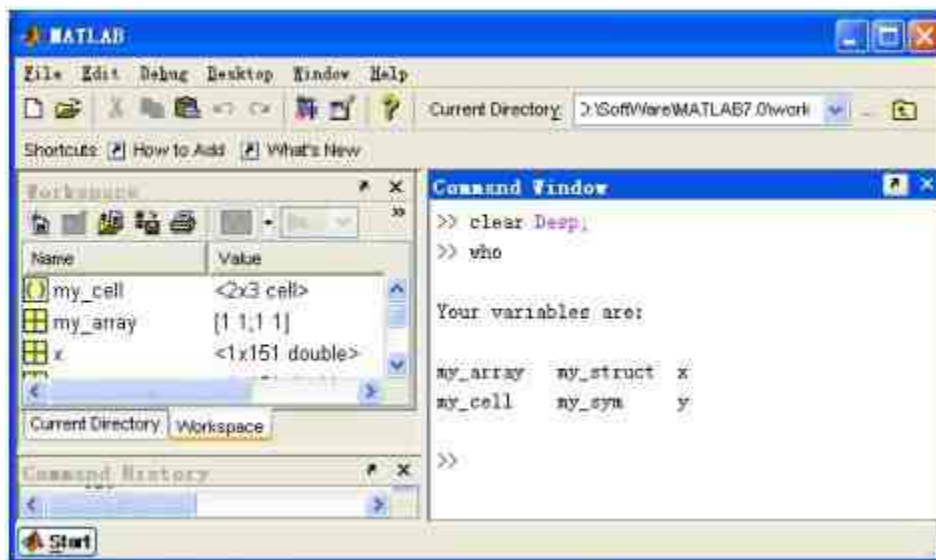 MATLAB
File Edit Debug Desktop Window Help
Current Directory: D:\SoftWare\MATLAB7.0\work
Shortcuts How to Add What's New
Workspace
Name Value
my_cell <2x3 cell>
my_array [1 1;1 1]
x <1x151 double>
Current Directory Workspace
Command History
Start
Command Window
>> clear Desp;
>> who
Your variables are:
my_array my_struct x
my_cell my_sym y
>>